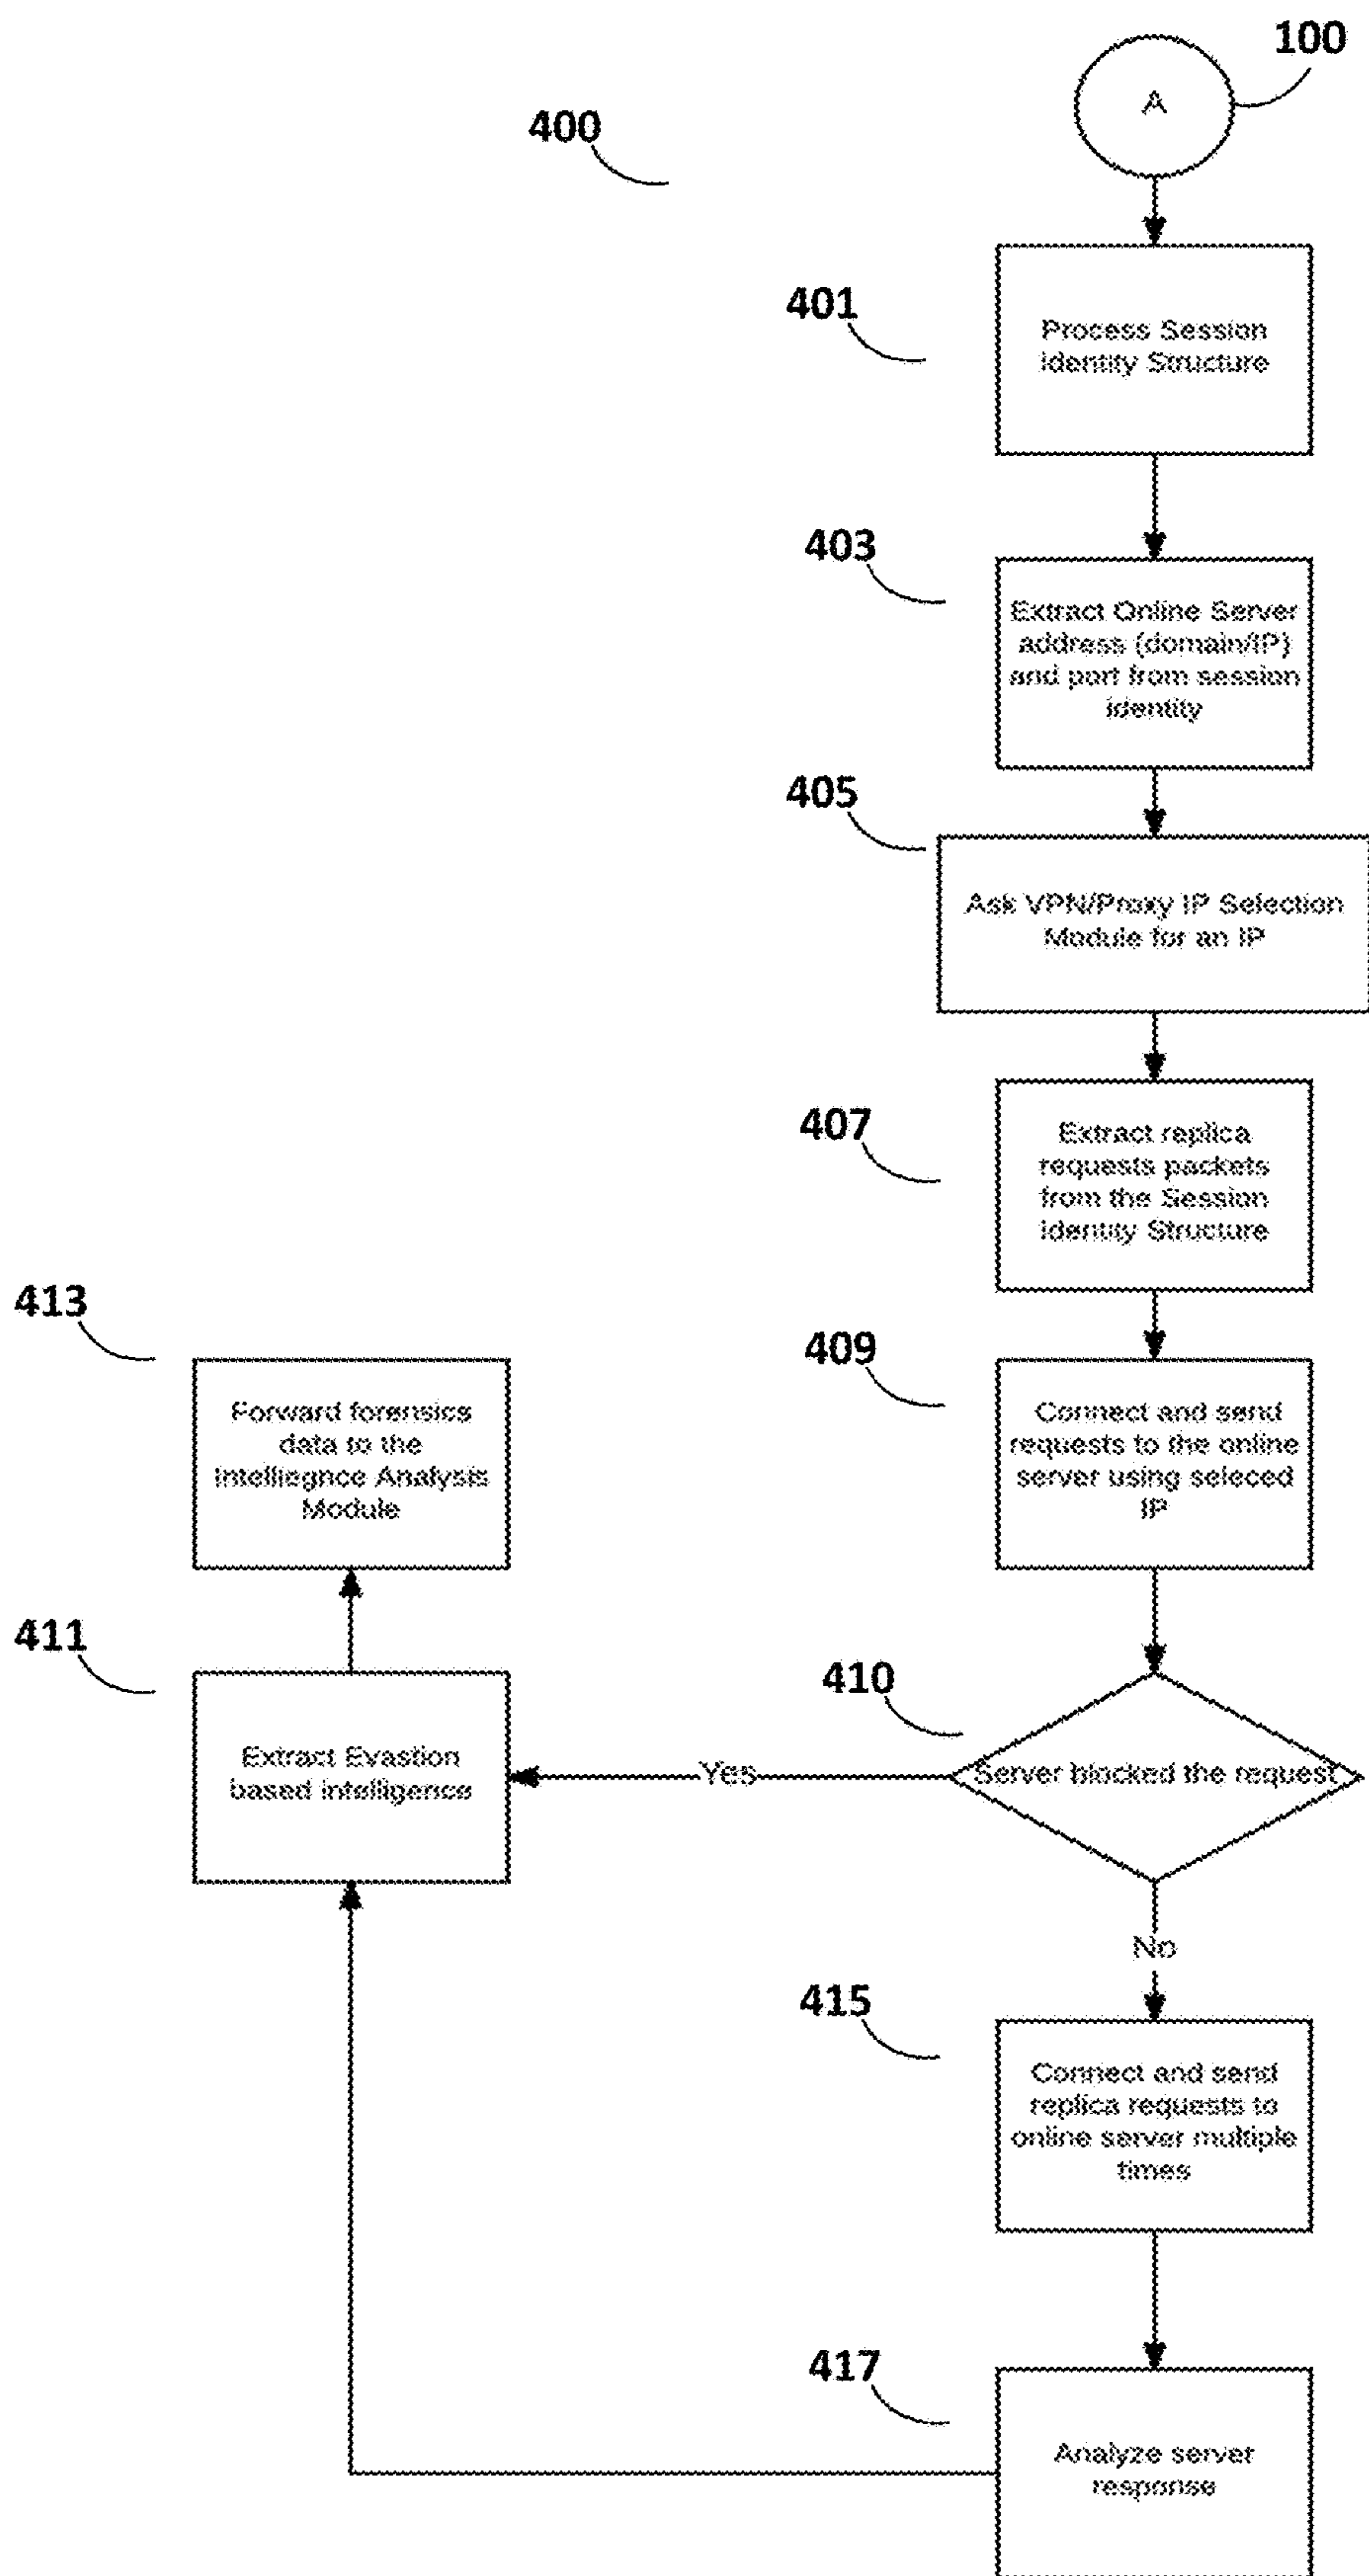 100
A
400
401
Process Session
Identity Structure
403
Extract Online Server
address (domain/IP)
and port from session
identity
405
Ask VPN/Proxy IP Selection
Module for an IP
407
Extract replica
requests packets
from the Session
Identity Structure
409
Connect and send
requests to the online
server using seleced
IP
413
Forward forensics
data to the
Intelliegnce Analysis
Module
411
Extract Evastion
based intelligence
410
Server blocked the request
Yes
No
415
Connect and send
replica requests to
online server multiple
times
417
Analyze server
response